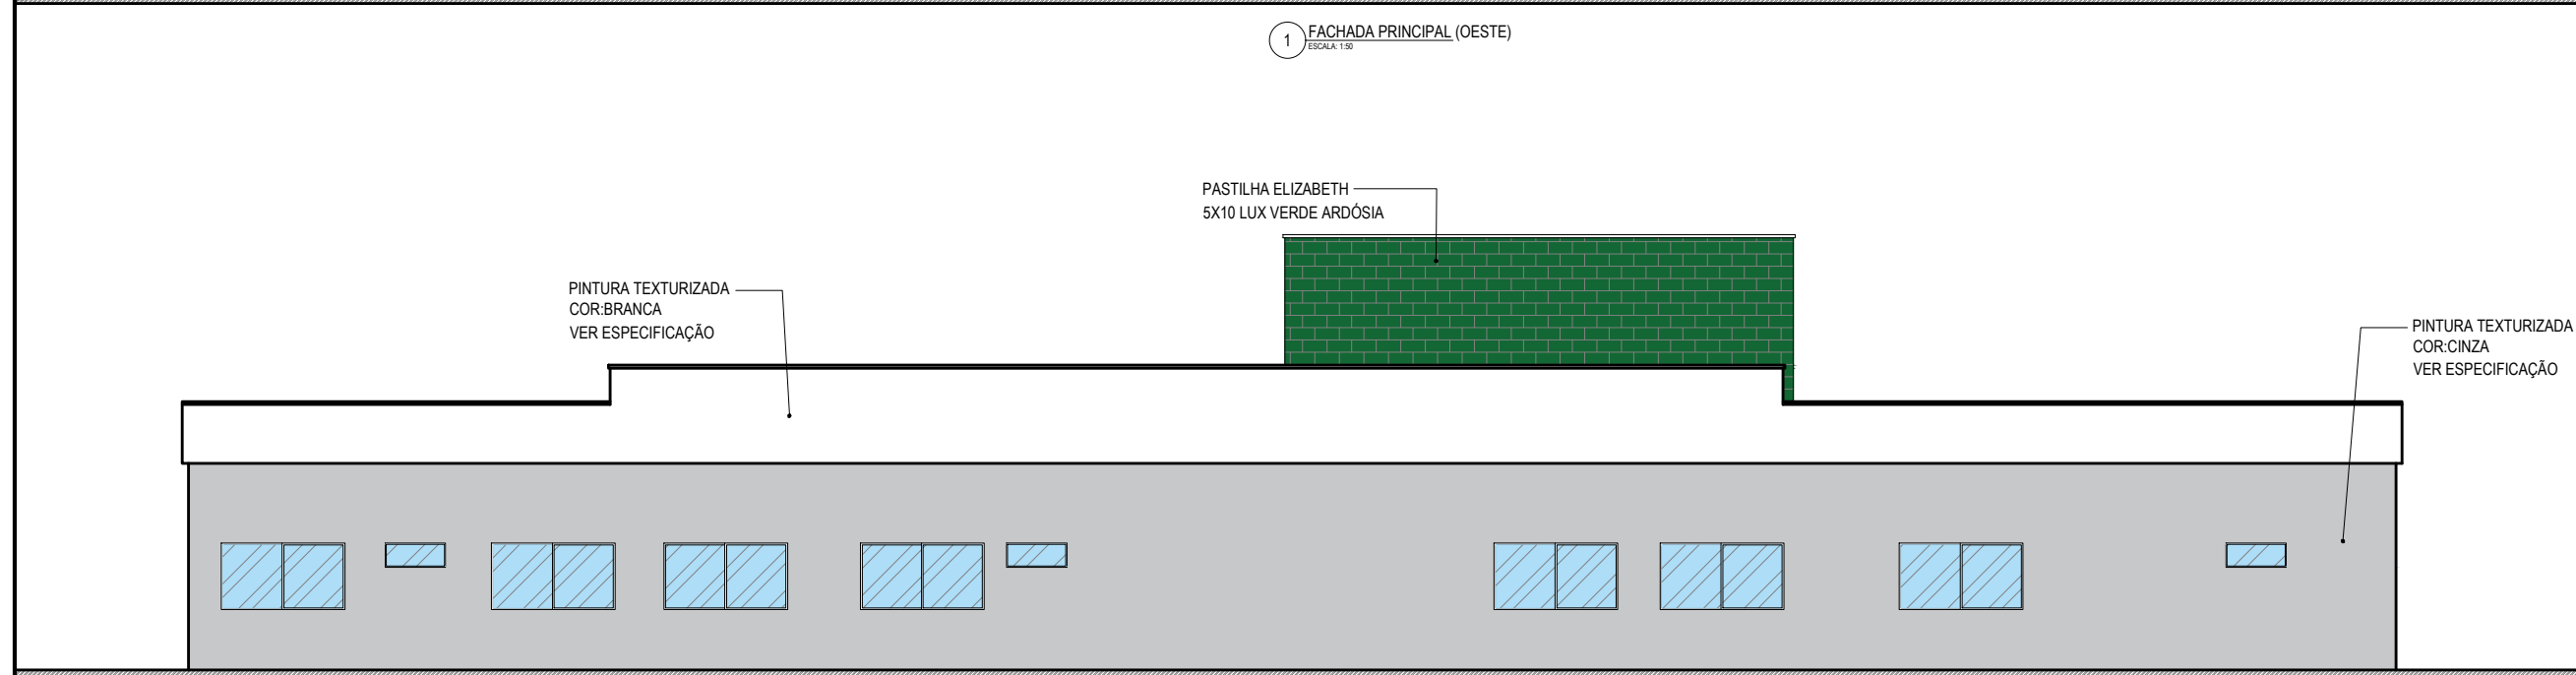 1
FACHADA PRINCIPAL (OESTE)
ESCALA: 1:50
PASTILHA ELIZABETH
5X10 LUX VERDE ARDÓSIA
PINTURA TEXTURIZADA
COR:BRANCA
VER ESPECIFICAÇÃO
PINTURA TEXTURIZADA
COR:CINZA
VER ESPECIFICAÇÃO